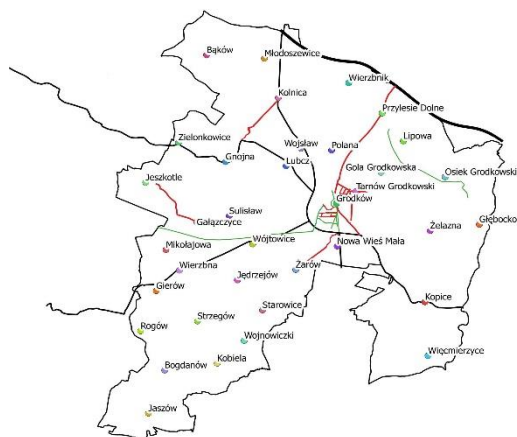 Bąków
Młodoszewice
Wierzbnik
Kolnica
Przylesie Dolne
Zielonkowice
Wojsław
Polana
Lipowa
Gnojna
Lubcz
Gola Grodkowska
Osiek Grodkowski
Jeszkotle
Tarnów Grodkowski
Grodków
Sulisław
Gałązczyce
Żelazna
Głębocko
Mikołajowa
Wójtowice
Nowa Wieś Mała
Wierzbna
Żarów
Gierów
Jędrzejów
Kopice
Starowice
Strzegów
Rogów
Wojnowiczki
Więcmierzyce
Bogdanów
Kobiela
Jaszów